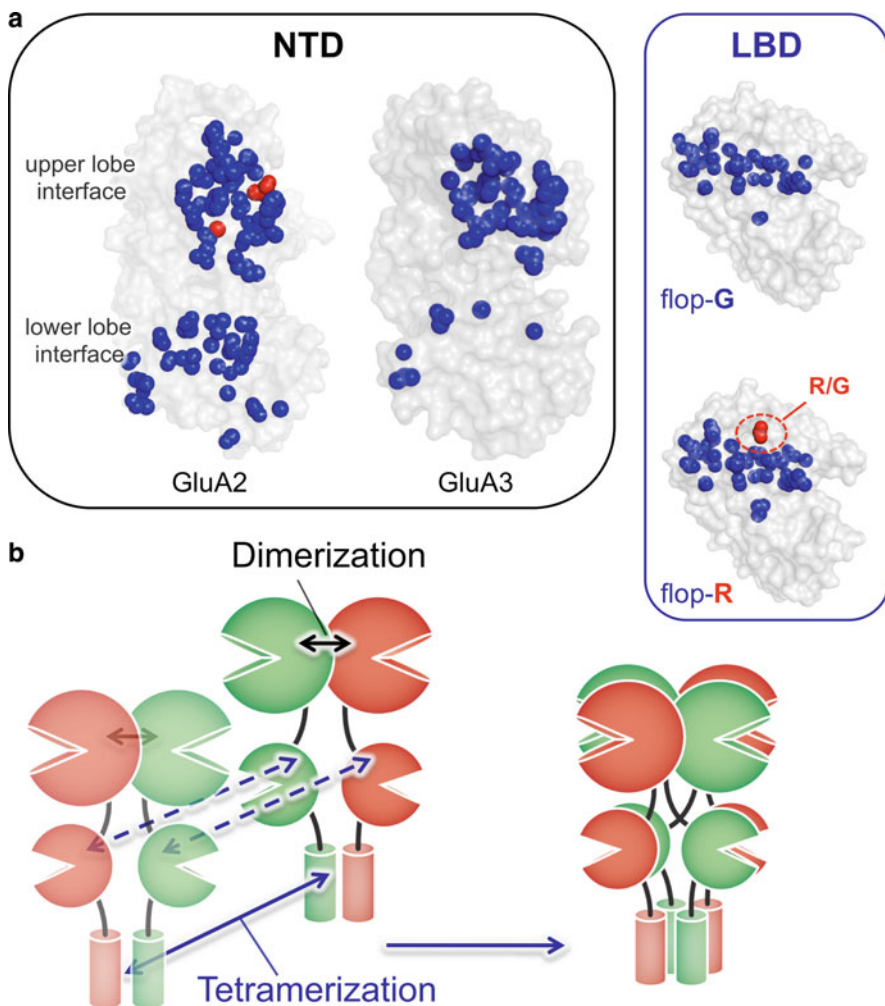 a
NTD
upper lobe
interface
lower lobe
interface
GluA2
GluA3
LBD
flop-G
R/G
flop-R
b
Dimerization
Tetramerization